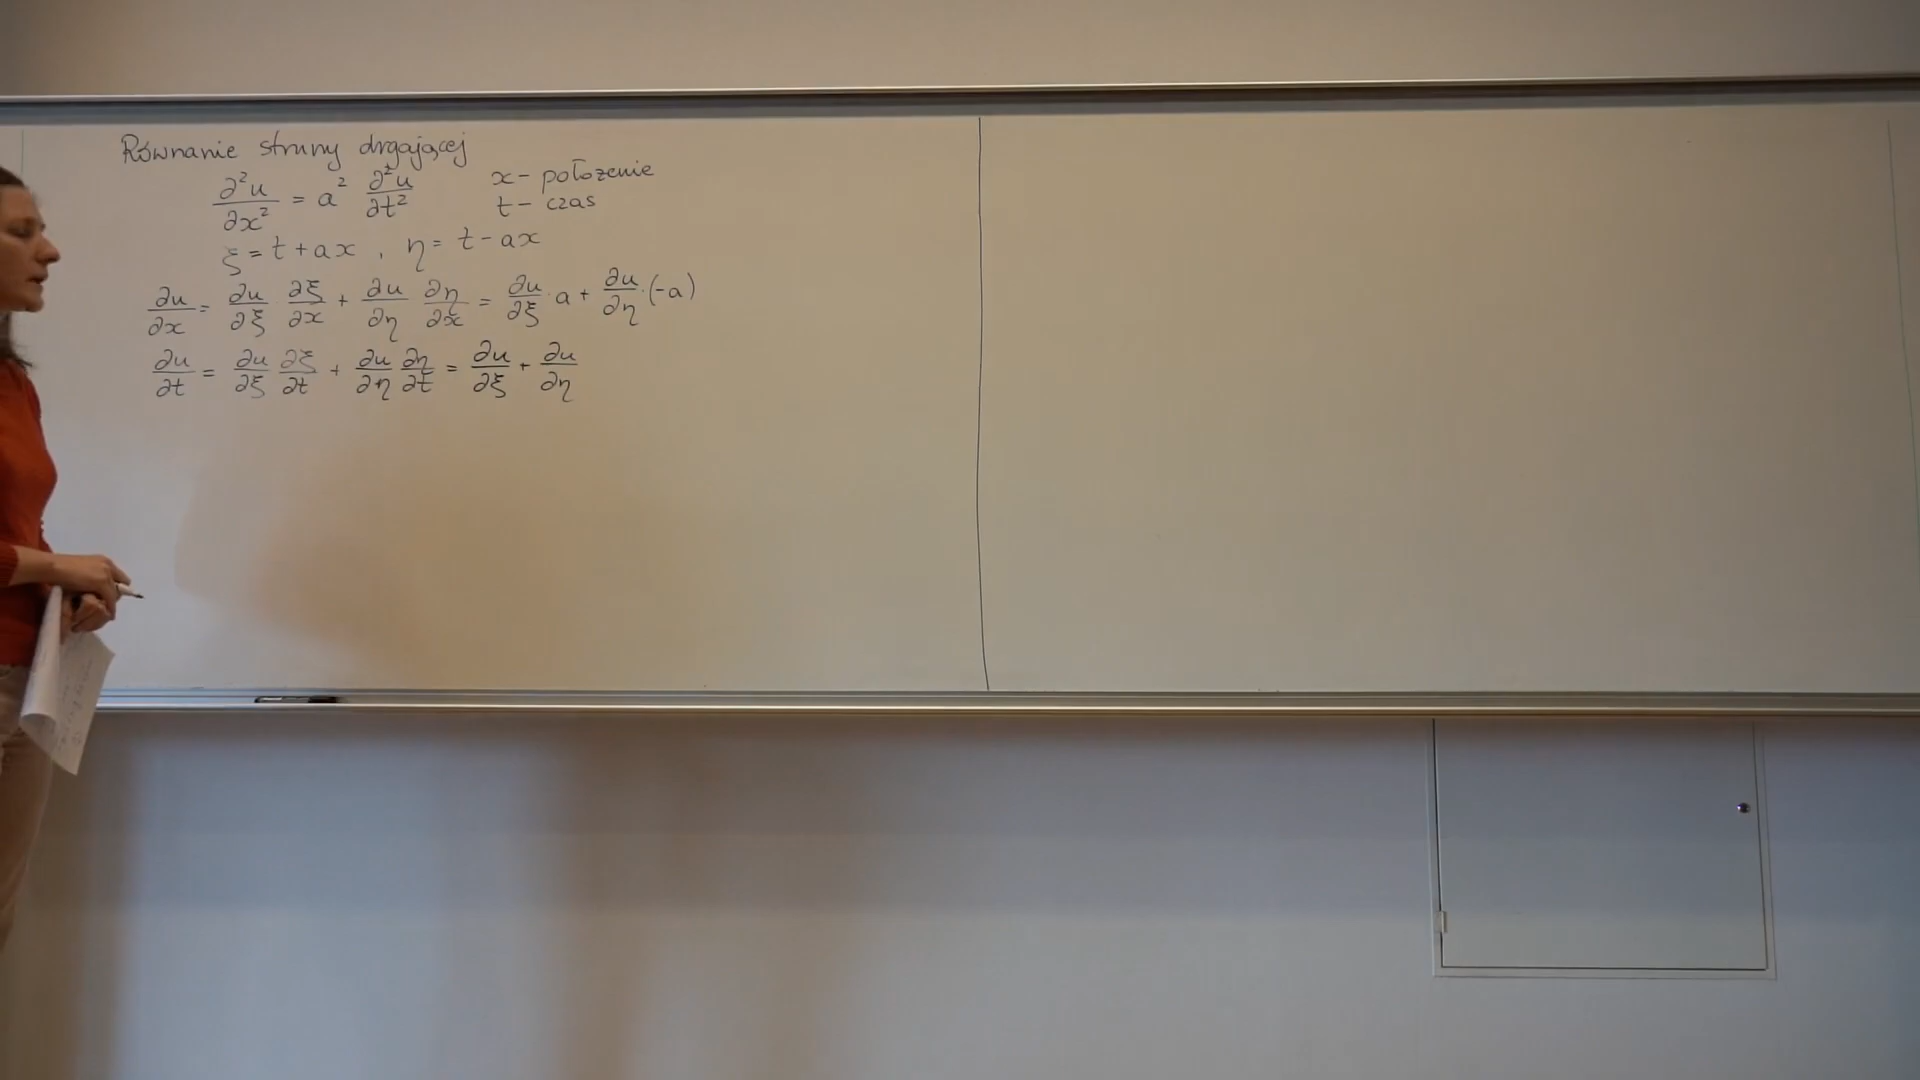 Równanie struny drgającej
∂²u/∂x² = a² ∂²u/∂t² x – położenie
t – czas
ξ = t + ax , η = t - ax
∂u/∂x = ∂u/∂ξ · ∂ξ/∂x + ∂u/∂η ∂η/∂x = ∂u/∂ξ · a + ∂u/∂η · (-a)
∂u/∂t = ∂u/∂ξ ∂ξ/∂t + ∂u/∂η ∂η/∂t = ∂u/∂ξ + ∂u/∂η